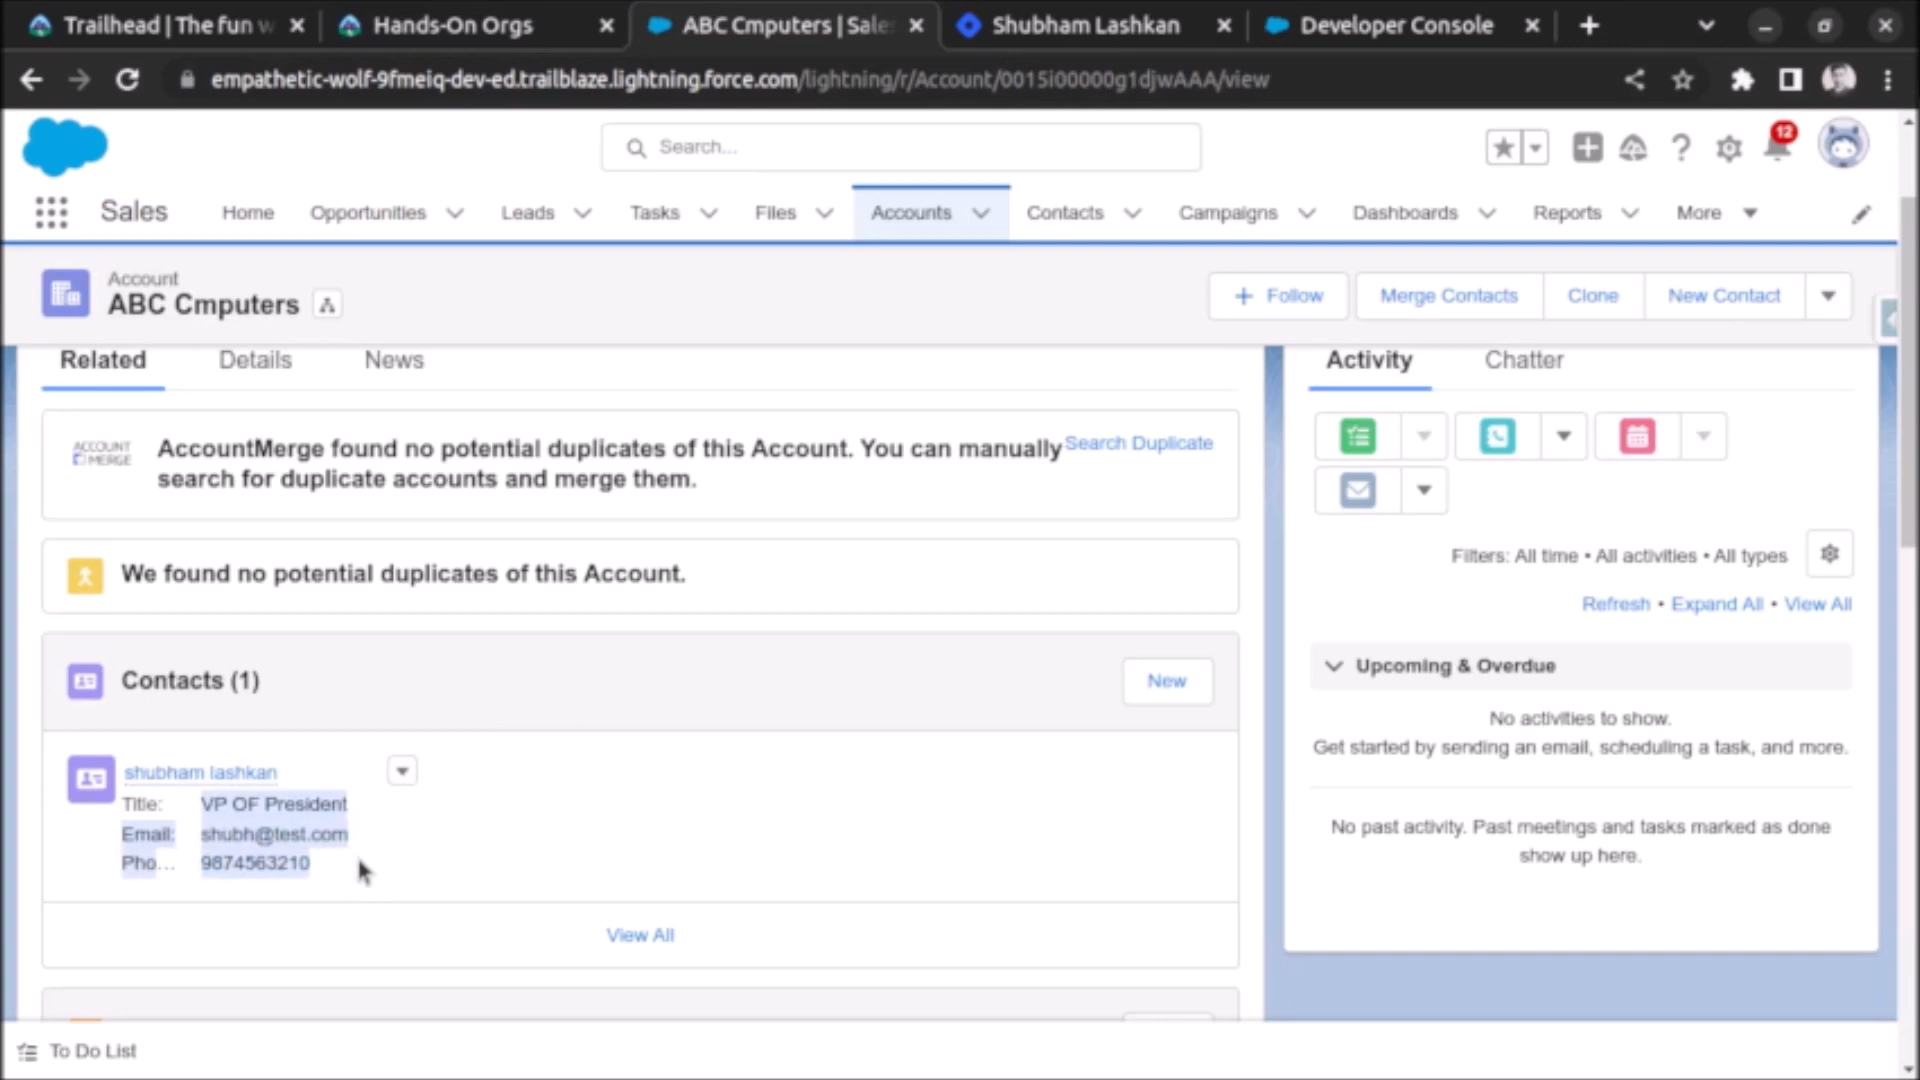 Trailhead | The fun w
Hands-On Orgs
ABC Cmputers | Sale
Shubham Lashkan
Developer Console
empathetic-wolf-9fmeiq-dev-ed.trailblaze.lightning.force.com/lightning/r/Account/0015i00000g1djwAAA/view
Search...
12
Sales
Home
Opportunities
Leads
Tasks
Files
Accounts
Contacts
Campaigns
Dashboards
Reports
More
Account
ABC Cmputers
Follow
Merge Contacts
Clone
New Contact
Related
Details
News
Activity
Chatter
ACCOUNT
MERGE
AccountMerge found no potential duplicates of this Account. You can manually
search for duplicate accounts and merge them.
Search Duplicate
We found no potential duplicates of this Account.
Contacts (1)
New
shubham lashkan
Title: VP OF President
Email: shubh@test.com
Pho... 9874563210
View All
Filters: All time • All activities • All types
Refresh • Expand All • View All
Upcoming & Overdue
No activities to show.
Get started by sending an email, scheduling a task, and more.
No past activity. Past meetings and tasks marked as done
show up here.
To Do List